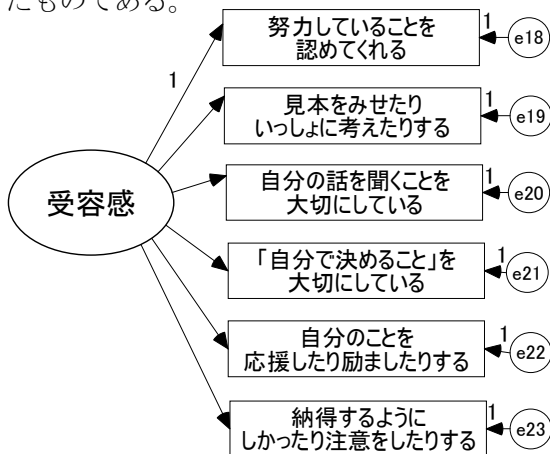 たものである。
努力していることを
認めてくれる
1
e18
1
見本をみせたり
いっしょに考えたりする
1
e19
自分の話を聞くことを
大切にしている
1
e20
受容感
「自分で決めること」を
大切にしている
1
e21
自分のことを
応援したり励ましたりする
1
e22
納得するように
しかったり注意をしたりする
1
e23